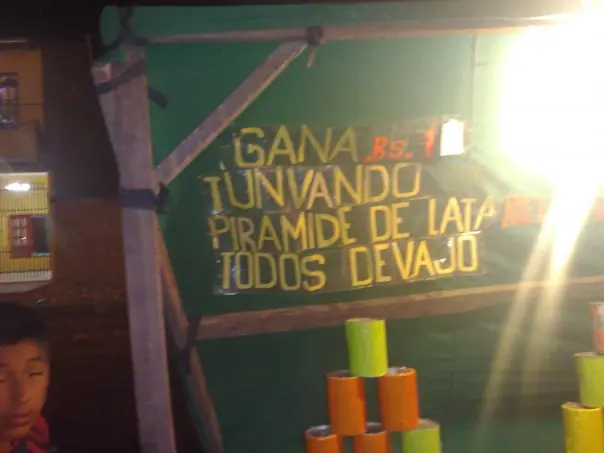 ¡GANA Bs. 1
TUNVANDO
PIRAMIDE DE LATA
TODOS DEVAJO